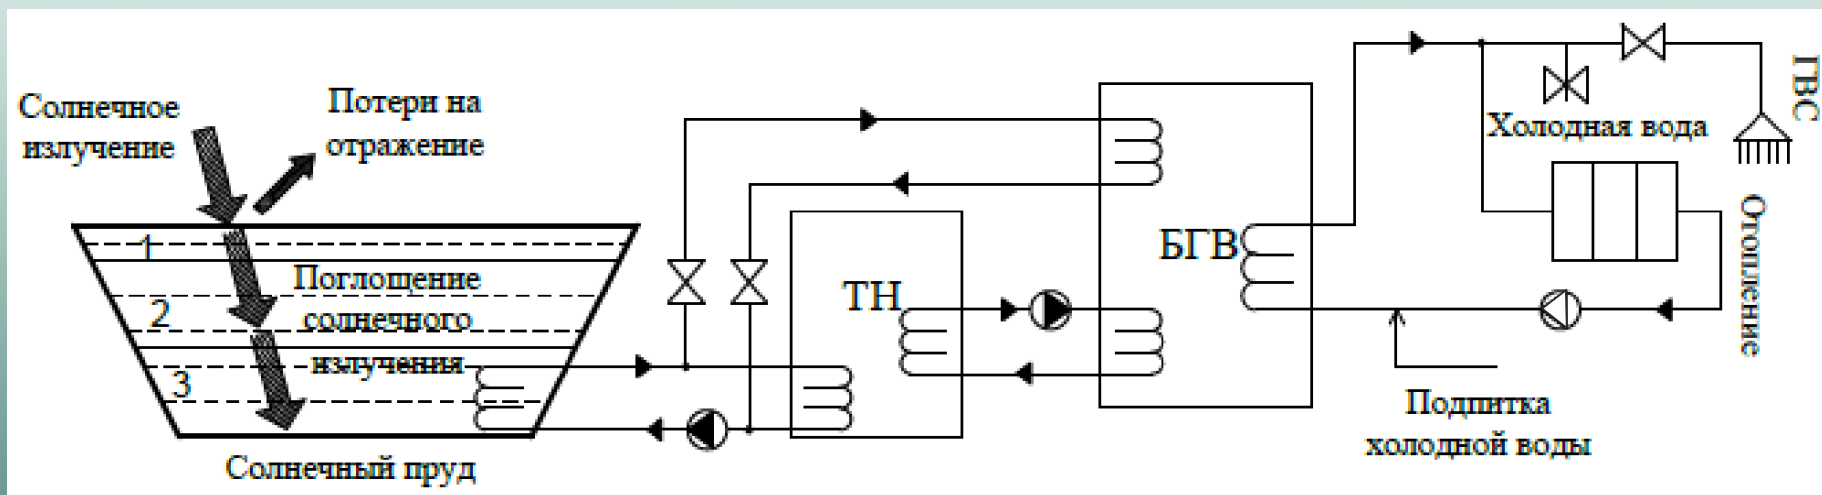 Солнечное
излучение
Потери на
отражение
1
Поглощение
солнечного
излучения
2
3
Солнечный пруд
ТН
БГВ
Холодная вода
ГВС
Отопление
Подпитка
холодной воды